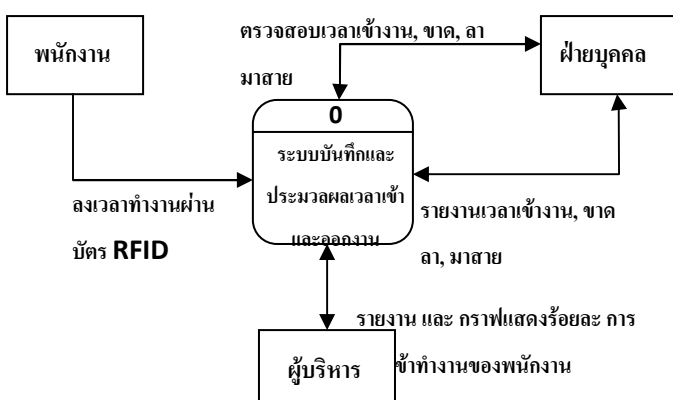 ตรวจสอบเวลาเข้างาน, ขาด, ลา
มาสาย
พนักงาน
ฝ่ายบุคคล
0
ระบบบันทึกและ
ประมวลผลเวลาเข้า
และออกงาน
ลงเวลาทำงานผ่าน
บัตร RFID
รายงานเวลาเข้างาน, ขาด
ลา, มาสาย
รายงาน และ กราฟแสดงร้อยละ การ
ข้าทำงานของพนักงาน
ผู้บริหาร